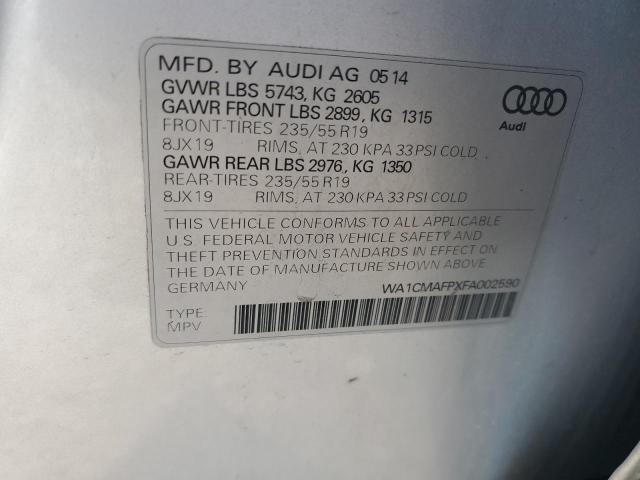 MFD. BY AUDI AG 05 14
GVWR LBS 5743, KG 2605
GAWR FRONT LBS 2899, KG 1315
FRONT-TIRES 235/55 R19
8JX19 RIMS, AT 230 KPA 33 PSI COLD
GAWR REAR LBS 2976, KG 1350
REAR-TIRES 235/55 R19
8JX19 RIMS, AT 230 KPA 33 PSI COLD
Audi
THIS VEHICLE CONFORMS TO ALL APPLICABLE
U.S. FEDERAL MOTOR VEHICLE SAFETY AND
THEFT PREVENTION STANDARDS IN EFFECT ON
THE DATE OF MANUFACTURE SHOWN ABOVE
GERMANY WA1CMAFPXFA002590
TYPE:
MPV